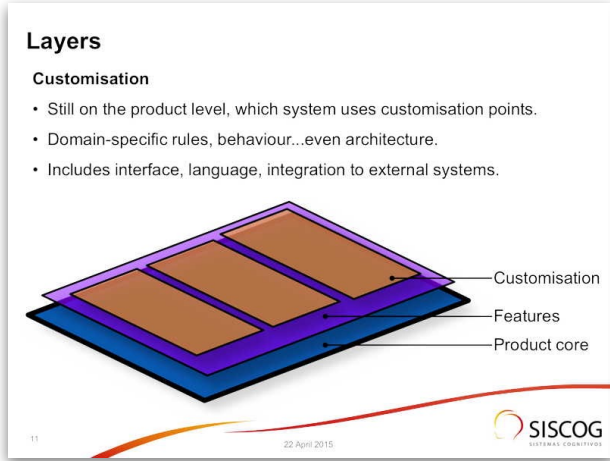 Layers
Customisation
• Still on the product level, which system uses customisation points.
• Domain-specific rules, behaviour...even architecture.
• Includes interface, language, integration to external systems.
Customisation
Features
Product core
11
22 April 2015
SISCOG
SISTEMAS COGNITIVOS